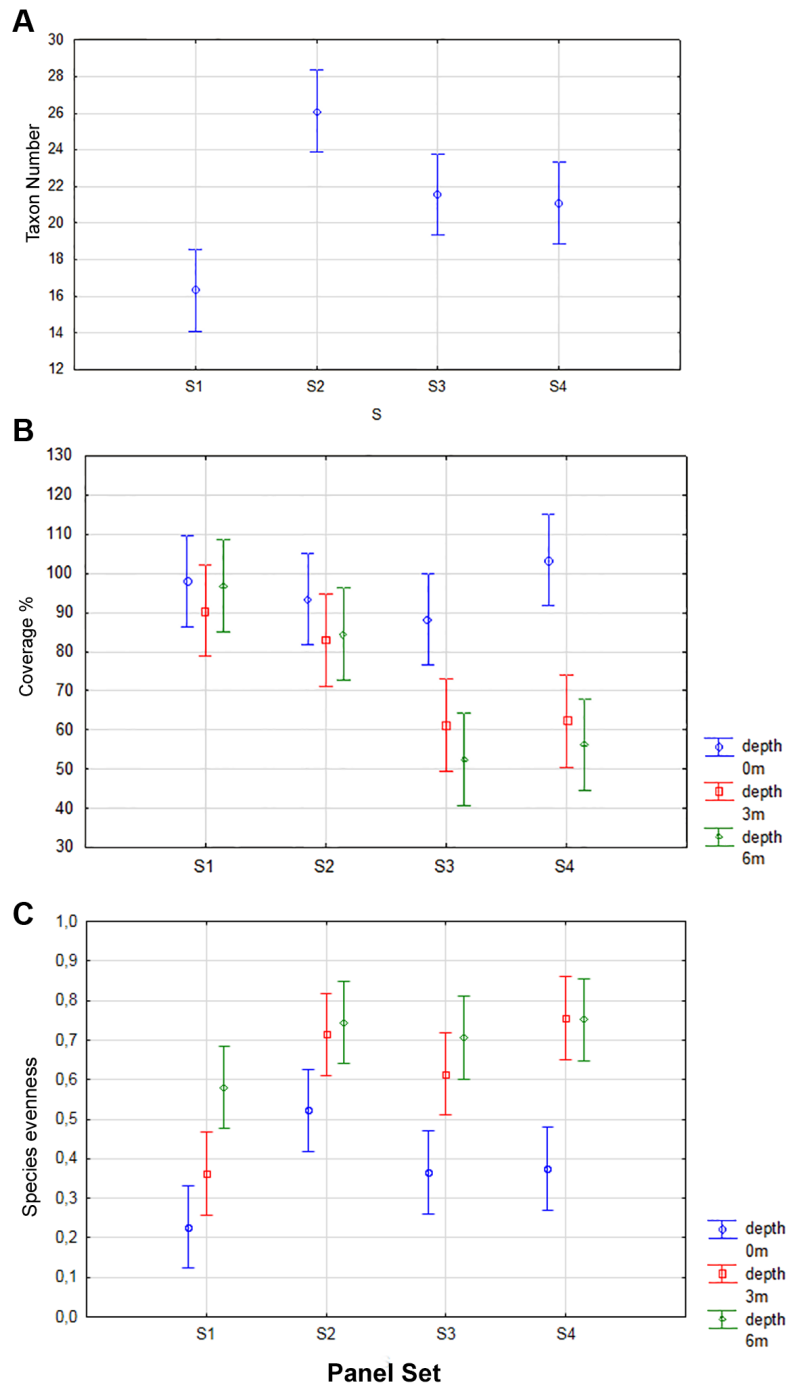 A
30
28
26
24
22
20
18
16
14
12
Taxon Number
S1 S2 S3 S4
S
B
130
120
110
100
90
80
70
60
50
40
30
Coverage %
S1 S2 S3 S4
depth
0m
depth
3m
depth
6m
C
1,0
0,9
0,8
0,7
0,6
0,5
0,4
0,3
0,2
0,1
0,0
Species evenness
S1 S2 S3 S4
depth
0m
depth
3m
depth
6m
Panel Set